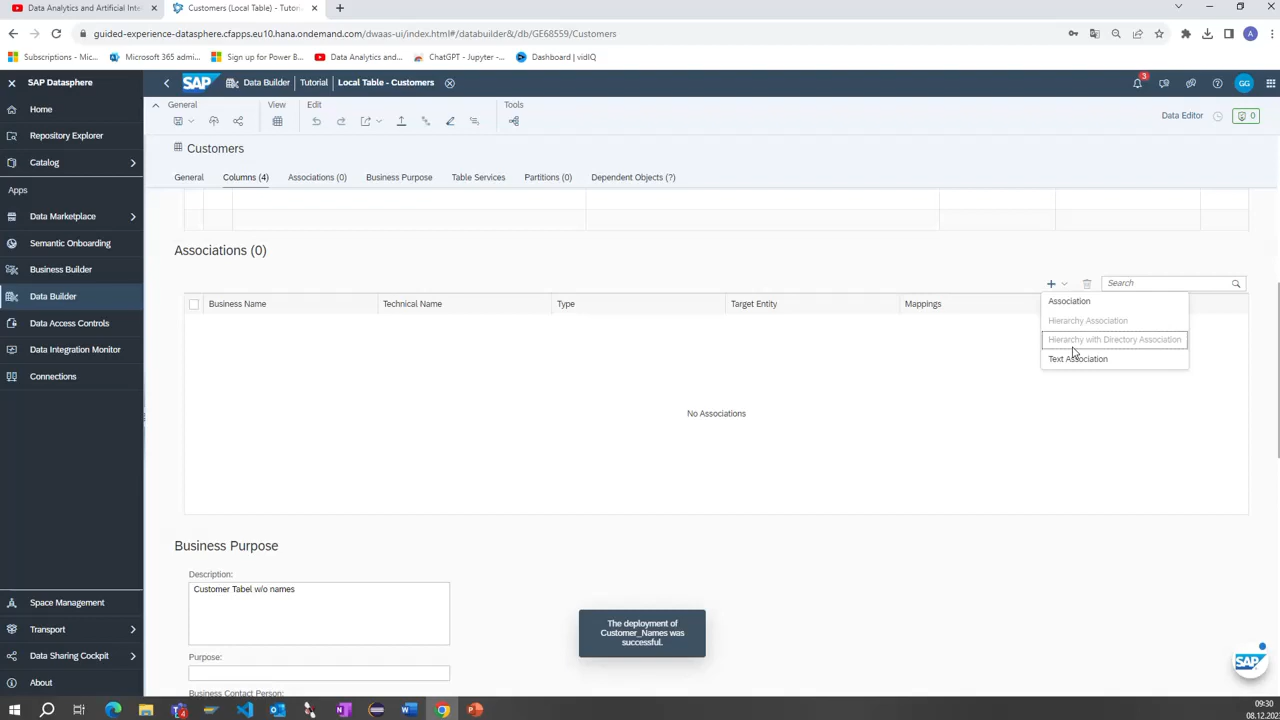 Data Analytics and Artificial Inte
Customers (Local Table) - Tutori
guided-experience-datasphere.cfapps.eu10.hana.ondemand.com/dwaas-ui/index.html#/databuilder&/db/GE68559/Customers
A
Subscriptions - Mic...
Microsoft 365 admi...
Sign up for Power B...
Data Analytics and...
ChatGPT - Jupyter -...
Dashboard | vidIQ
SAP Datasphere
SAP
Data Builder
Tutorial
Local Table - Customers
3
GG
Home
Repository Explorer
Catalog
Apps
Data Marketplace
Semantic Onboarding
Business Builder
Data Builder
Data Access Controls
Data Integration Monitor
Connections
Space Management
Transport
Data Sharing Cockpit
About
General
View
Edit
Tools
Data Editor
0
Customers
General
Columns (4)
Associations (0)
Business Purpose
Table Services
Partitions (0)
Dependent Objects (?)
Associations (0)
Search
Business Name
Technical Name
Type
Target Entity
Mappings
Association
Hierarchy Association
Hierarchy with Directory Association
Text Association
No Associations
Business Purpose
Description:
Customer Tabel w/o names
Purpose:
Business Contact Person:
The deployment of
Customer_Names was
successful.
SAP
09:30
08.12.2023